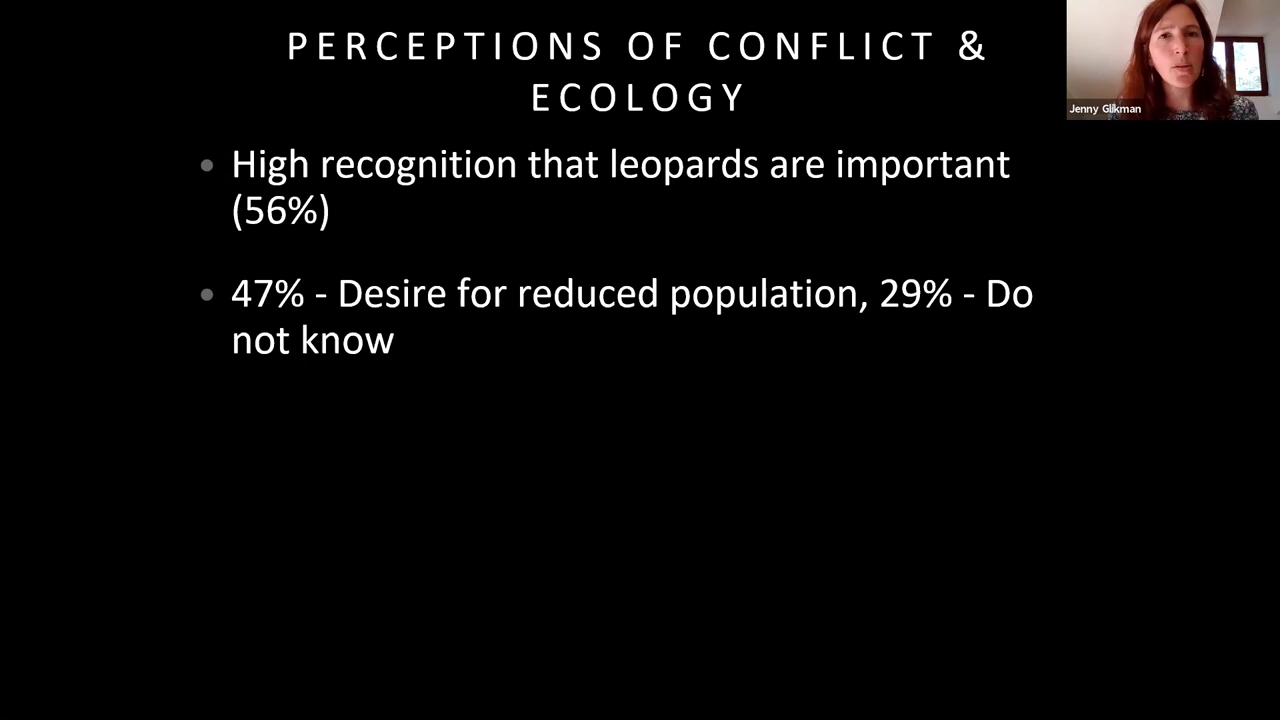 PERCEPTIONS OF CONFLICT &
ECOLOGY
Jenny Glikman
• High recognition that leopards are important
(56%)
• 47% - Desire for reduced population, 29% - Do
not know